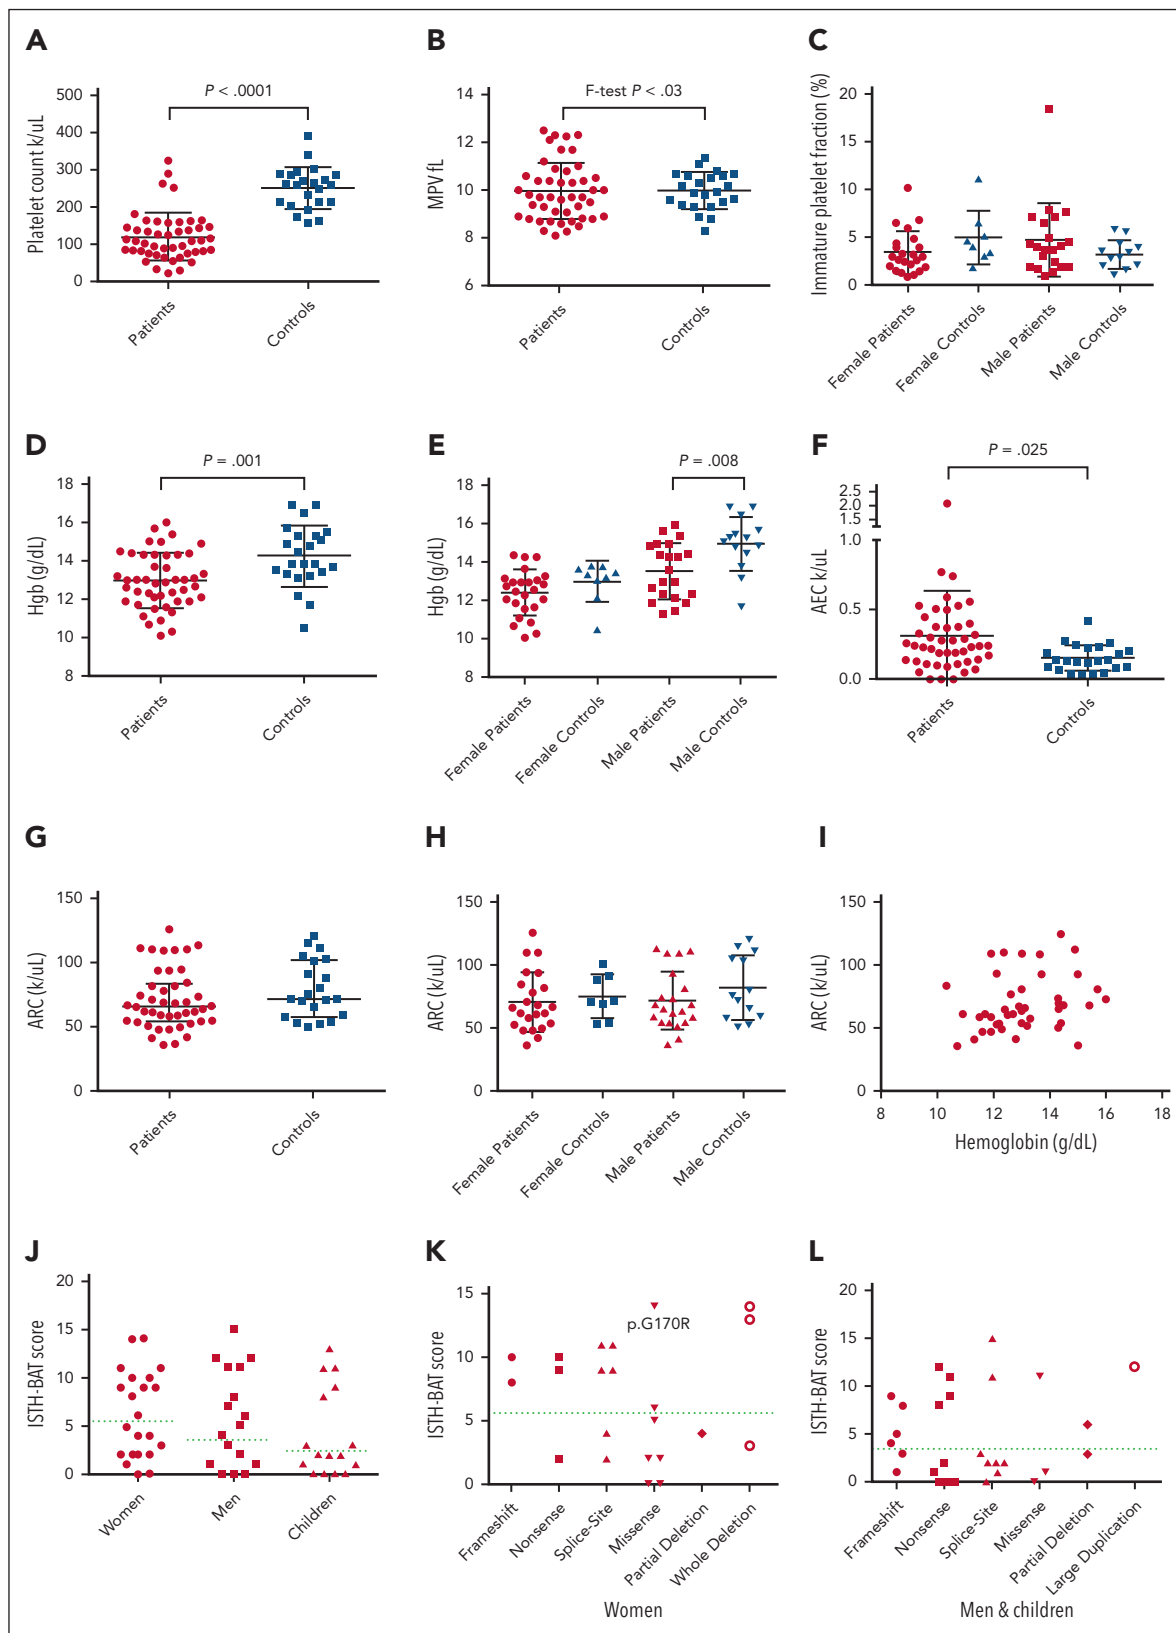 A
Platelet count k/uL
500
400
300
200
100
0
P < .0001
Patients
Controls
B
MPV fL
14
12
10
8
6
F-test P < .03
Patients
Controls
C
Immature platelet fraction (%)
20
15
10
5
0
Female Patients
Female Controls
Male Patients
Male Controls
D
Hgb (g/dL)
18
16
14
12
10
8
P = .001
Patients
Controls
E
Hgb (g/dL)
18
16
14
12
10
8
P = .008
Female Patients
Female Controls
Male Patients
Male Controls
F
AEC k/uL
2.5
2.0
1.5
1.0
0.5
0.0
P = .025
Patients
Controls
G
ARC (k/uL)
150
100
50
0
Patients
Controls
H
ARC (k/uL)
150
100
50
0
Female Patients
Female Controls
Male Patients
Male Controls
I
ARC (k/uL)
150
100
50
0
8
10
12
14
16
18
Hemoglobin (g/dL)
J
ISTH-BAT score
20
15
10
5
0
Women
Men
Children
K
ISTH-BAT score
15
10
5
0
p.G170R
Frameshift
Nonsense
Splice-Site
Missense
Partial Deletion
Whole Deletion
Women
L
ISTH-BAT score
20
15
10
5
0
Frameshift
Nonsense
Splice-Site
Missense
Partial Deletion
Large Duplication
Men & children